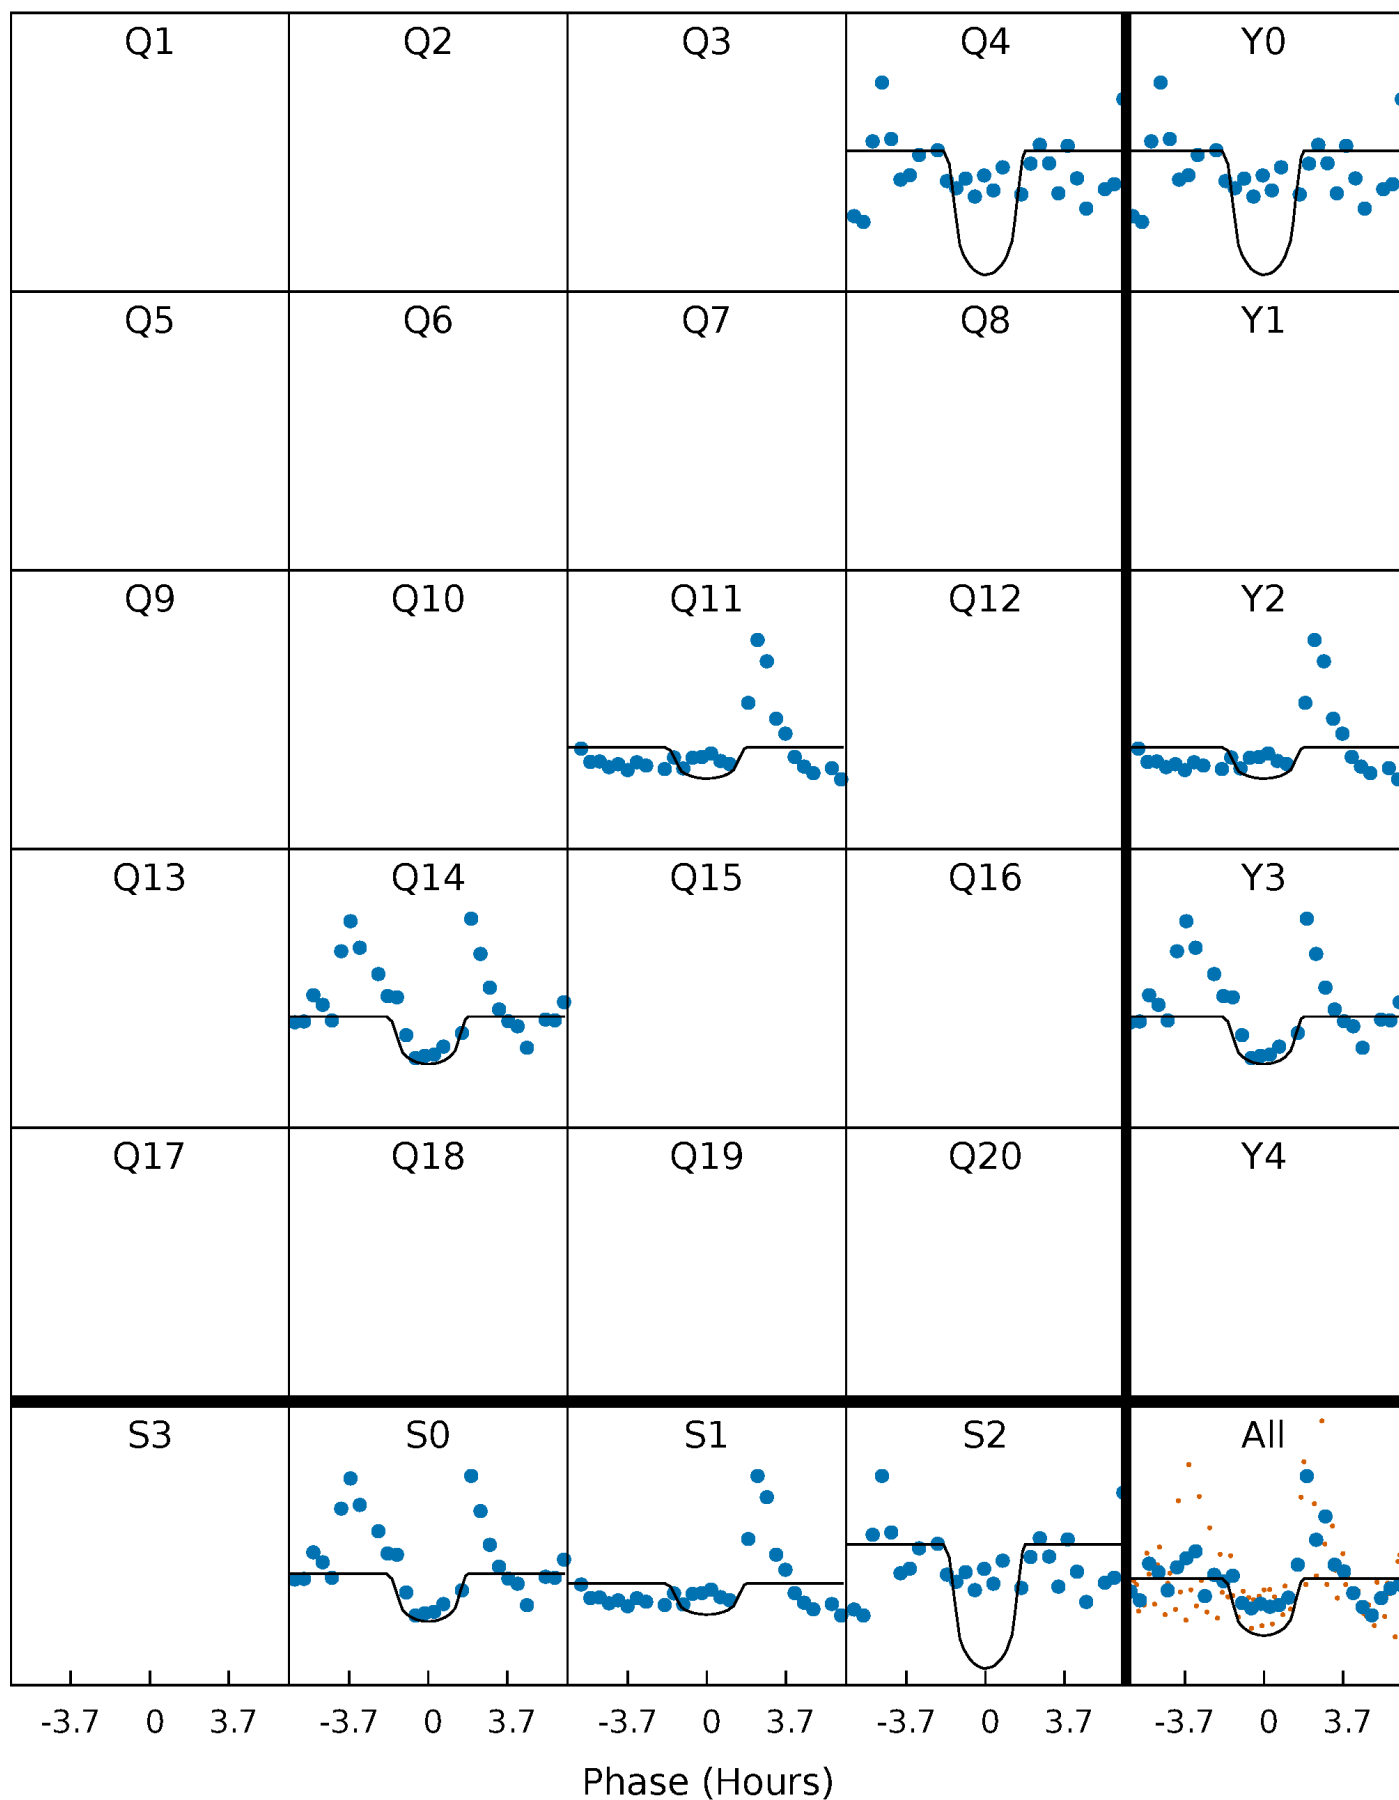 Q1 Q2 Q3 Q4 Y0
Q5 Q6 Q7 Q8 Y1
Q9 Q10 Q11 Q12 Y2
Q13 Q14 Q15 Q16 Y3
Q17 Q18 Q19 Q20 Y4
S3 S0 S1 S2 All
-3.7 0 3.7 -3.7 0 3.7 -3.7 0 3.7 -3.7 0 3.7 -3.7 0 3.7
Phase (Hours)